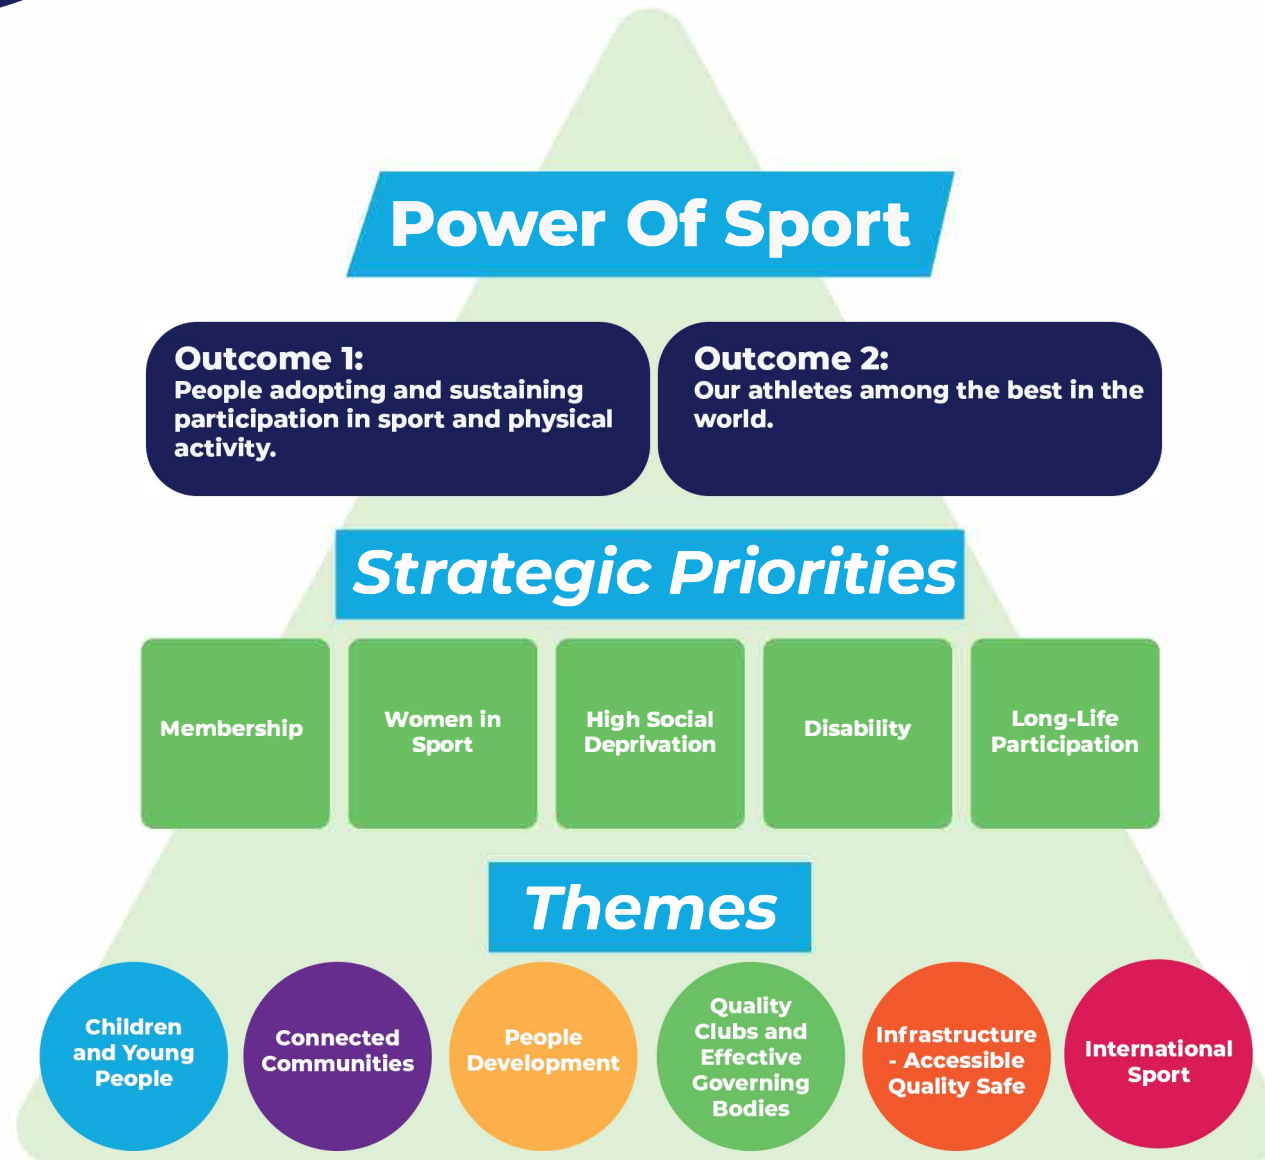 Power Of Sport
Outcome 1:
People adopting and sustaining
participation in sport and physical
activity.
Outcome 2:
Our athletes among the best in the
world.
Strategic Priorities
Membership
Women in
Sport
High Social
Deprivation
Disability
Long-Life
Participation
Themes
Children
and Young
People
Connected
Communities
People
Development
Quality
Clubs and
Effective
Governing
Bodies
Infrastructure
- Accessible
Quality Safe
International
Sport